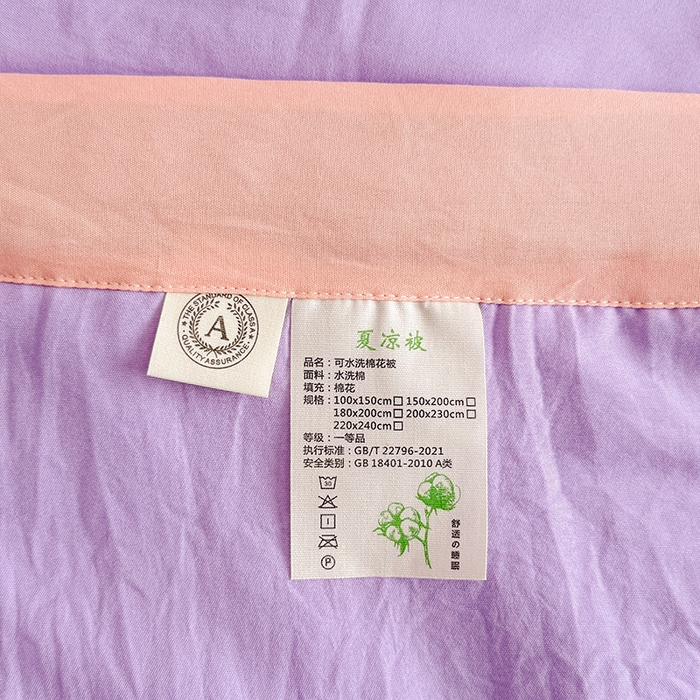 THE STANDARD OF CLASS A
A
QUALITY ASSURANCE
夏凉被
品名：可水洗棉花被
面料：水洗棉
填充：棉花
规格：100x150cm□ 150x200cm□
180x200cm□ 200x230cm□
220x240cm□
等级：一等品
执行标准：GB/T 22796-2021
安全类别：GB 18401-2010 A类
30
P
舒适の睡眠